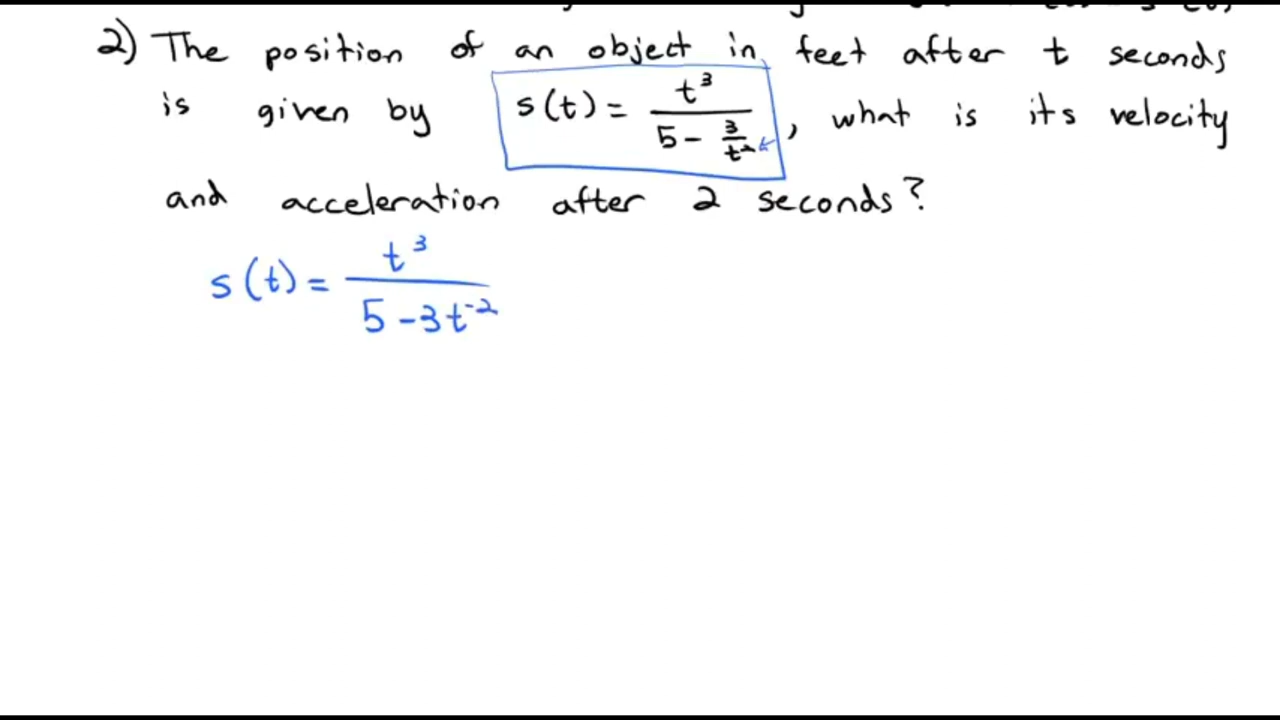 2) The position of an object in feet after t seconds
is given by s(t) = t³ / (5 - 3/t²), what is its velocity
and acceleration after 2 seconds?
s(t) = t³ / (5 - 3t⁻²)